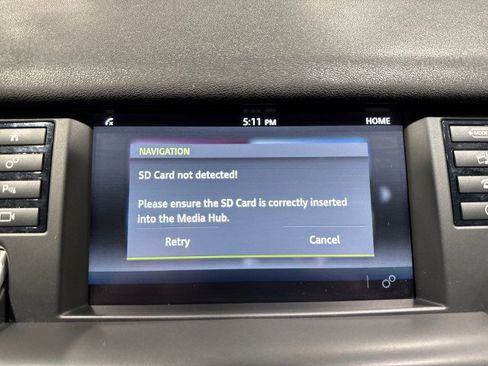 5:11 PM
HOME
NAVIGATION
SD Card not detected!
Please ensure the SD Card is correctly inserted
into the Media Hub.
Retry
Cancel
MODE